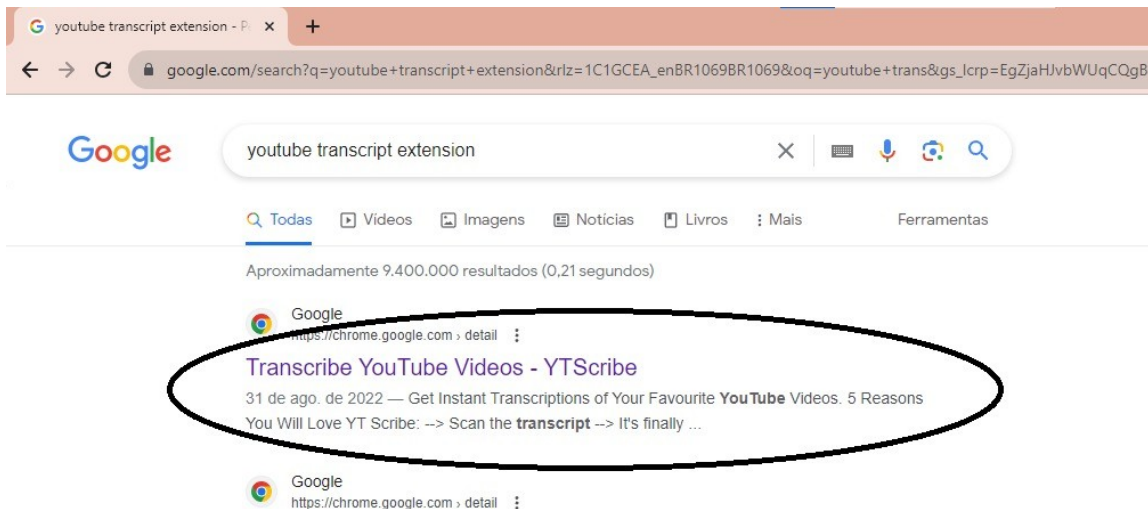 youtube transcript extension - P
google.com/search?q=youtube+transcript+extension&rlz=1C1GCEA_enBR1069BR1069&oq=youtube+trans&gs_lcrp=EgZjaHJvbWUqCQgB
Google
youtube transcript extension
Todas Vídeos Imagens Notícias Livros Mais Ferramentas
Aproximadamente 9.400.000 resultados (0,21 segundos)
Google
https://chrome.google.com › detail
Transcribe YouTube Videos - YTScribe
31 de ago. de 2022 — Get Instant Transcriptions of Your Favourite YouTube Videos. 5 Reasons
You Will Love YT Scribe: --> Scan the transcript --> It's finally ...
Google
https://chrome.google.com › detail